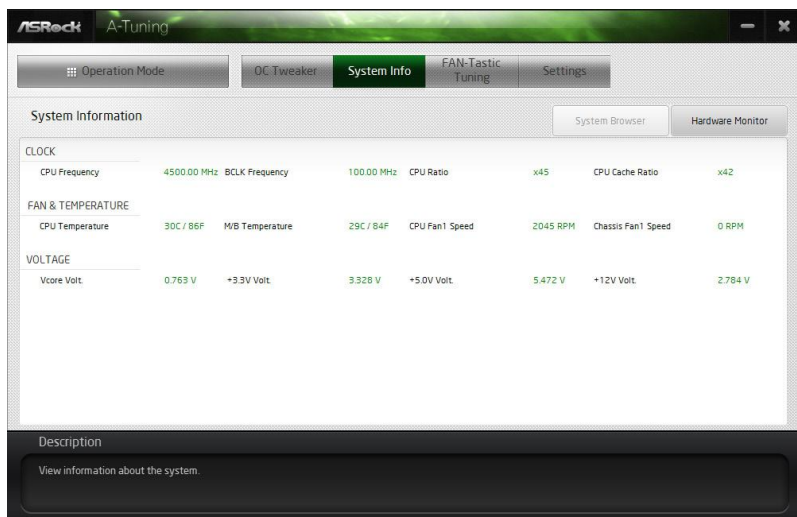 ASRock A-Tuning
Operation Mode OC Tweaker System Info FAN-Tastic Tuning Settings
System Information System Browser Hardware Monitor
CLOCK
CPU Frequency 4500.00 MHz BCLK Frequency 100.00 MHz CPU Ratio x45 CPU Cache Ratio x42
FAN & TEMPERATURE
CPU Temperature 30C / 86F M/B Temperature 29C / 84F CPU Fan1 Speed 2045 RPM Chassis Fan1 Speed 0 RPM
VOLTAGE
Vcore Volt. 0.763 V +3.3V Volt. 3.328 V +5.0V Volt. 5.472 V +12V Volt. 2.784 V
Description
View information about the system.